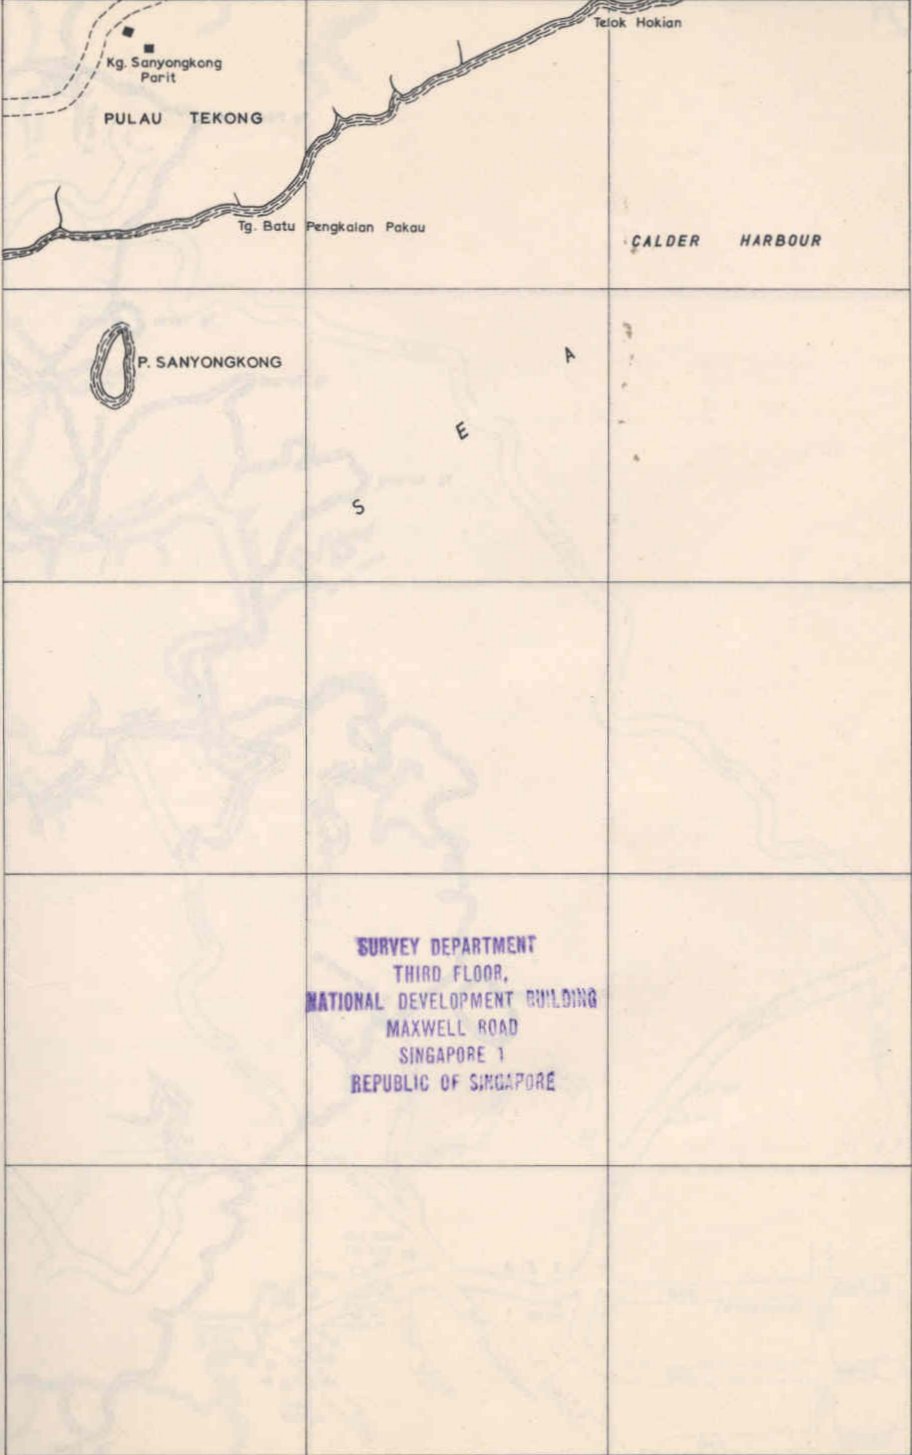 Telok Hokian
Kg. Sanyongkong
Parit
PULAU TEKONG
Tg. Batu Pengkalan Pakau
CALDER HARBOUR
P. SANYONGKONG
S E A
SURVEY DEPARTMENT
THIRD FLOOR,
NATIONAL DEVELOPMENT BUILDING
MAXWELL ROAD
SINGAPORE 1
REPUBLIC OF SINGAPORE